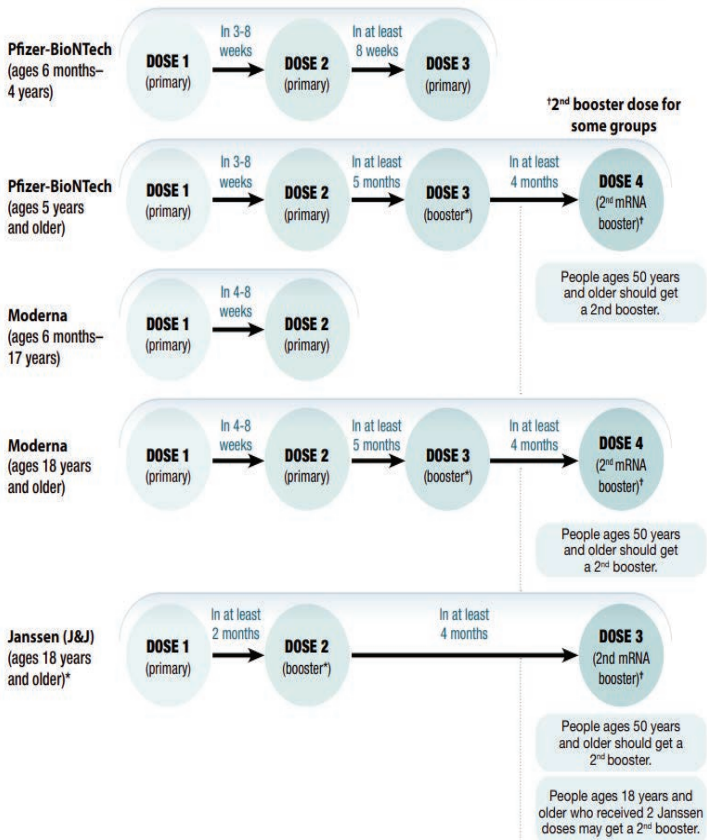 Pfizer-BioNTech
(ages 6 months–
4 years)
DOSE 1
(primary)
In 3-8
weeks
DOSE 2
(primary)
In at least
8 weeks
DOSE 3
(primary)
†2nd booster dose for
some groups
Pfizer-BioNTech
(ages 5 years
and older)
DOSE 1
(primary)
In 3-8
weeks
DOSE 2
(primary)
In at least
5 months
DOSE 3
(booster*)
In at least
4 months
DOSE 4
(2nd mRNA
booster)†
People ages 50 years
and older should get
a 2nd booster.
Moderna
(ages 6 months–
17 years)
DOSE 1
(primary)
In 4-8
weeks
DOSE 2
(primary)
Moderna
(ages 18 years
and older)
DOSE 1
(primary)
In 4-8
weeks
DOSE 2
(primary)
In at least
5 months
DOSE 3
(booster*)
In at least
4 months
DOSE 4
(2nd mRNA
booster)†
People ages 50 years
and older should get
a 2nd booster.
Janssen (J&J)
(ages 18 years
and older)*
DOSE 1
(primary)
In at least
2 months
DOSE 2
(booster*)
In at least
4 months
DOSE 3
(2nd mRNA
booster)†
People ages 50 years
and older should get a
2nd booster.
People ages 18 years and
older who received 2 Janssen
doses may get a 2nd booster.